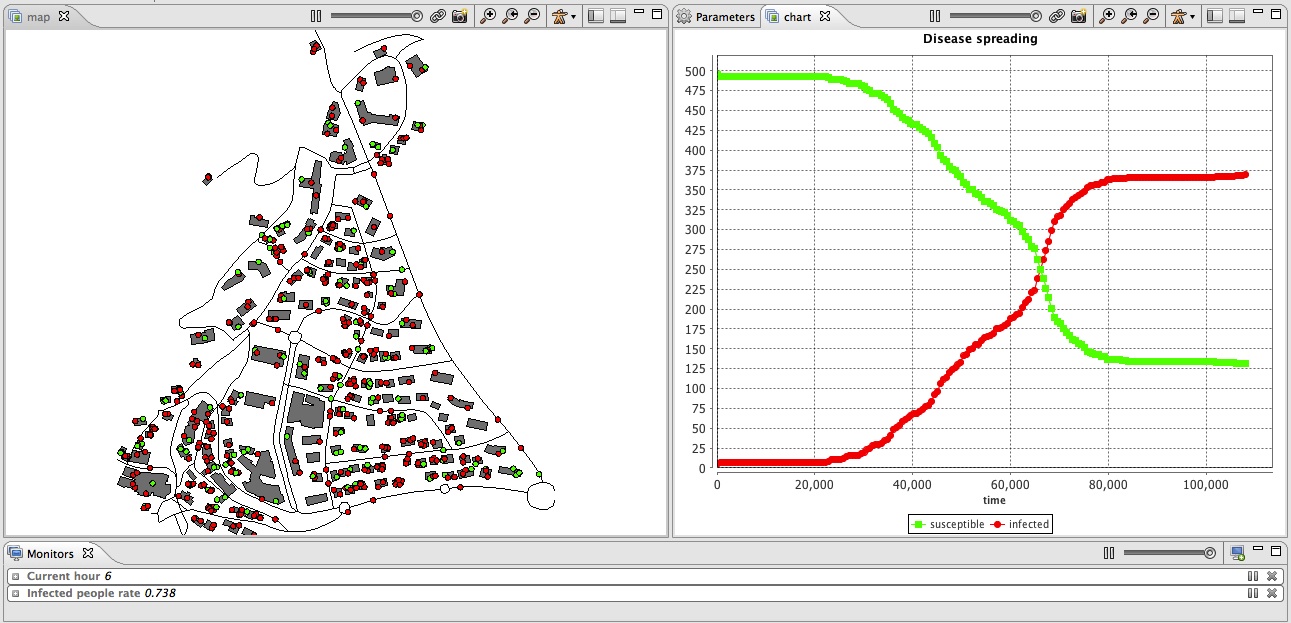 map
Parameters
chart
Disease spreading
500
475
450
425
400
375
350
325
300
275
250
225
200
175
150
125
100
75
50
25
0
0 20,000 40,000 60,000 80,000 100,000
time
susceptible infected
Monitors
Current hour 6
Infected people rate 0.738